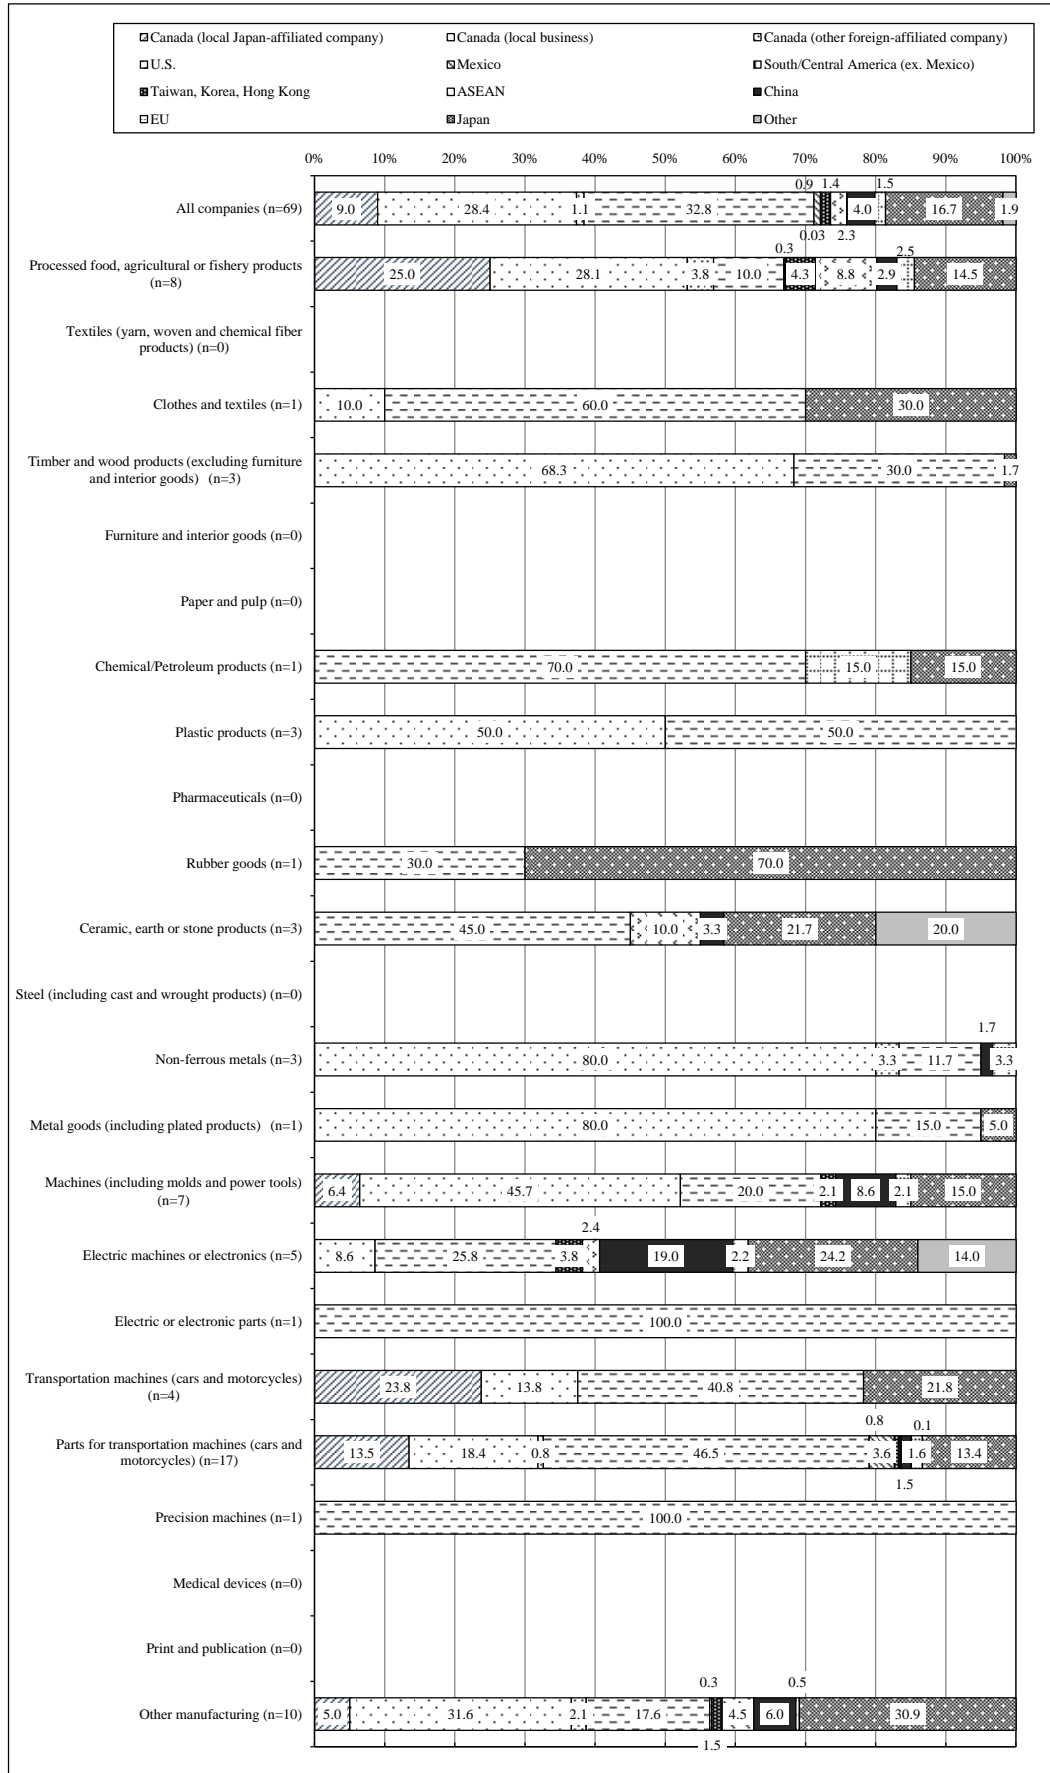 Canada (local Japan-affiliated company) Canada (local business) Canada (other foreign-affiliated company)
U.S. Mexico South/Central America (ex. Mexico)
Taiwan, Korea, Hong Kong ASEAN China
EU Japan Other
0% 10% 20% 30% 40% 50% 60% 70% 80% 90% 100%
0.9 1.4 1.5
All companies (n=69) 9.0 28.4 1.1 32.8 4.0 16.7 1.9
0.03 2.3
0.3 2.5
Processed food, agricultural or fishery products
(n=8)
25.0 28.1 3.8 10.0 4.3 8.8 2.9 14.5
Textiles (yarn, woven and chemical fiber
products) (n=0)
Clothes and textiles (n=1) 10.0 60.0 30.0
Timber and wood products (excluding furniture
and interior goods) (n=3)
68.3 30.0 1.7
Furniture and interior goods (n=0)
Paper and pulp (n=0)
Chemical/Petroleum products (n=1) 70.0 15.0 15.0
Plastic products (n=3) 50.0 50.0
Pharmaceuticals (n=0)
Rubber goods (n=1) 30.0 70.0
Ceramic, earth or stone products (n=3) 45.0 10.0 3.3 21.7 20.0
Steel (including cast and wrought products) (n=0)
1.7
Non-ferrous metals (n=3) 80.0 3.3 11.7 3.3
Metal goods (including plated products) (n=1) 80.0 15.0 5.0
Machines (including molds and power tools)
(n=7)
6.4 45.7 20.0 2.1 8.6 2.1 15.0
2.4
Electric machines or electronics (n=5) 8.6 25.8 3.8 19.0 2.2 24.2 14.0
Electric or electronic parts (n=1) 100.0
Transportation machines (cars and motorcycles)
(n=4)
23.8 13.8 40.8 21.8
0.8 0.1
Parts for transportation machines (cars and
motorcycles) (n=17)
13.5 18.4 0.8 46.5 3.6 1.6 13.4
1.5
Precision machines (n=1) 100.0
Medical devices (n=0)
Print and publication (n=0)
0.3 0.5
Other manufacturing (n=10) 5.0 31.6 2.1 17.6 4.5 6.0 30.9
1.5